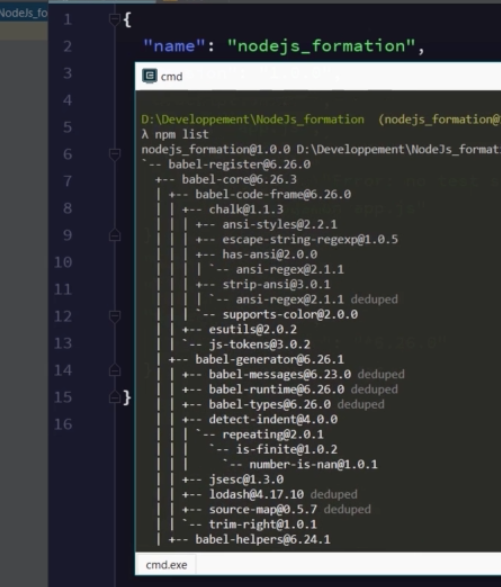 NodeJs_fo
1 {
2 "name": "nodejs_formation",
3
4
5
6
7
8
9
10
11
12
13
14
15 }
16
cmd
D:\Developpement\NodeJs_formation (nodejs_formation@
λ npm list
nodejs_formation@1.0.0 D:\Developpement\NodeJs_format
`-- babel-register@6.26.0
  +-- babel-core@6.26.3
  | +-- babel-code-frame@6.26.0
  | | +-- chalk@1.1.3
  | | | +-- ansi-styles@2.2.1
  | | | +-- escape-string-regexp@1.0.5
  | | | +-- has-ansi@2.0.0
  | | | | `-- ansi-regex@2.1.1
  | | | +-- strip-ansi@3.0.1
  | | | | `-- ansi-regex@2.1.1 deduped
  | | | `-- supports-color@2.0.0
  | | +-- esutils@2.0.2
  | | `-- js-tokens@3.0.2
  | +-- babel-generator@6.26.1
  | | +-- babel-messages@6.23.0 deduped
  | | +-- babel-runtime@6.26.0 deduped
  | | +-- babel-types@6.26.0 deduped
  | | +-- detect-indent@4.0.0
  | | | `-- repeating@2.0.1
  | | |   `-- is-finite@1.0.2
  | | |     `-- number-is-nan@1.0.1
  | | +-- jsesc@1.3.0
  | | +-- lodash@4.17.10 deduped
  | | +-- source-map@0.5.7 deduped
  | | `-- trim-right@1.0.1
  | +-- babel-helpers@6.24.1
cmd.exe